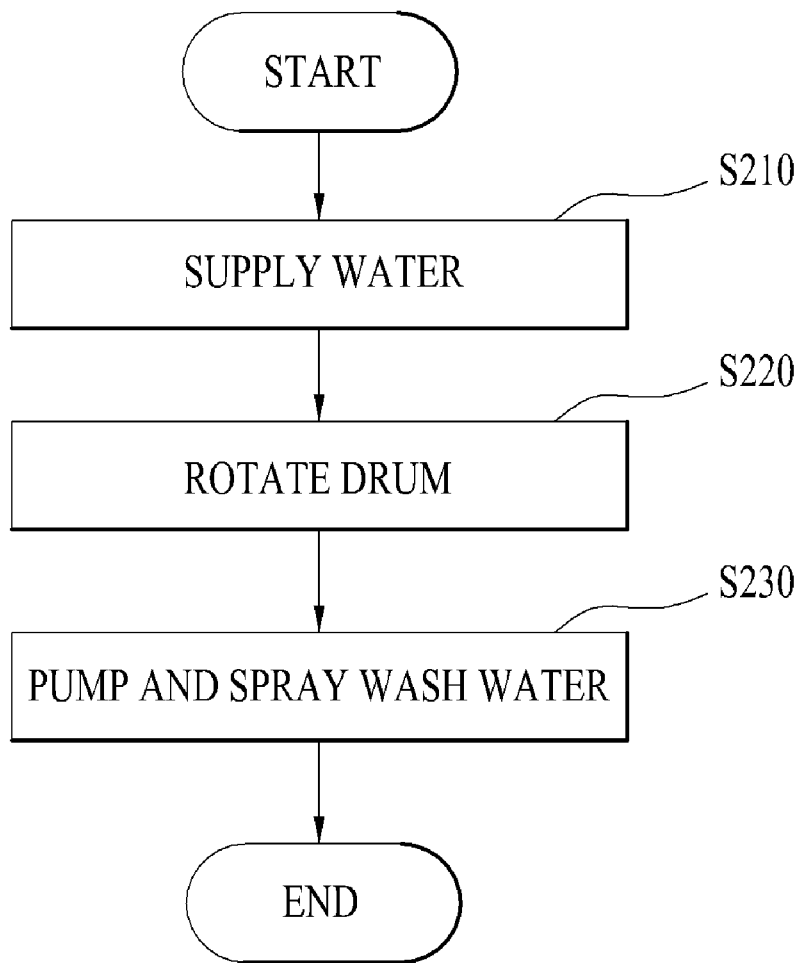 START
S210
SUPPLY WATER
S220
ROTATE DRUM
S230
PUMP AND SPRAY WASH WATER
END